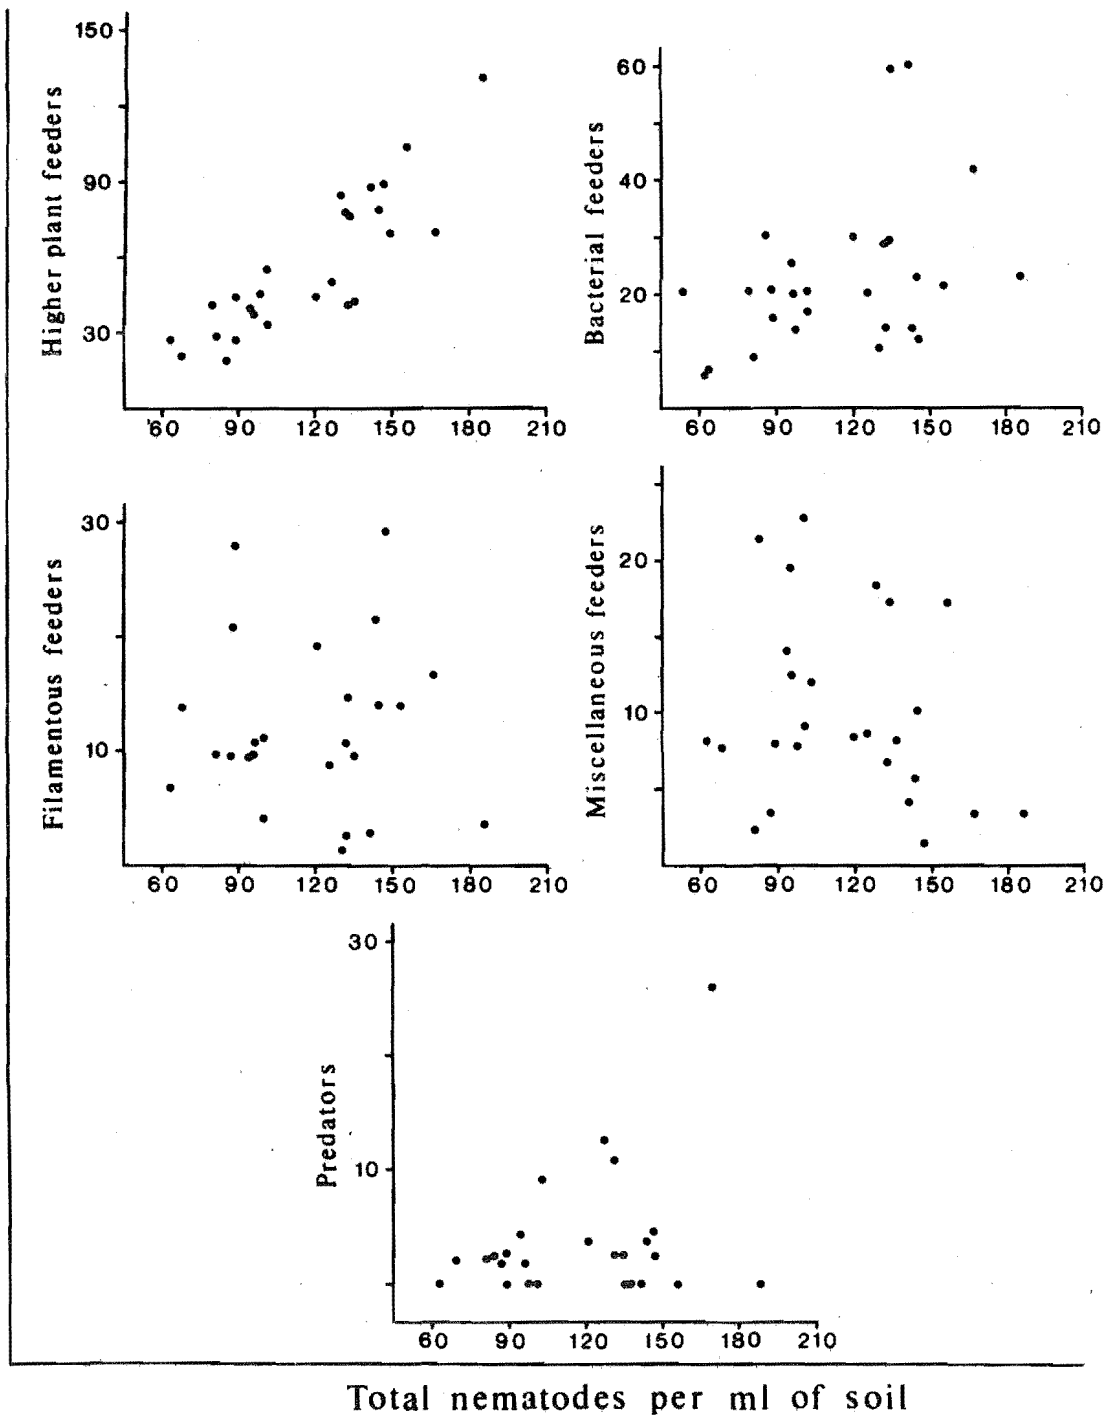 150
90
30
Higher plant feeders
60 90 120 150 180 210
60
40
20
Bacterial feeders
60 90 120 150 180 210
30
10
Filamentous feeders
60 90 120 150 180 210
20
10
Miscellaneous feeders
60 90 120 150 180 210
30
10
Predators
60 90 120 150 180 210
Total nematodes per ml of soil